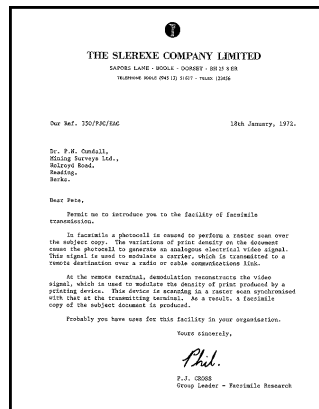 THE SLEREXE COMPANY LIMITED
SAPORS LANE - BOOLE - DORSET - BH 25 8 ER
TELEPHONE BOOLE (945 13) 51617 - TELEX 123456
Our Ref. 350/PJC/EAC 18th January, 1972.
Dr. P.N. Cundall,
Mining Surveys Ltd.,
Holroyd Road,
Reading,
Berks.
Dear Pete,
Permit me to introduce you to the facility of facsimile
transmission.
In facsimile a photocell is caused to perform a raster scan over
the subject copy. The variations of print density on the document
cause the photocell to generate an analogous electrical video signal.
This signal is used to modulate a carrier, which is transmitted to a
remote destination over a radio or cable communications link.
At the remote terminal, demodulation reconstructs the video
signal, which is used to modulate the density of print produced by a
printing device. This device is scanning in a raster scan synchronised
with that at the transmitting terminal. As a result, a facsimile
copy of the subject document is produced.
Probably you have uses for this facility in your organisation.
Yours sincerely,
Phil.
P.J. CROSS
Group Leader - Facsimile Research